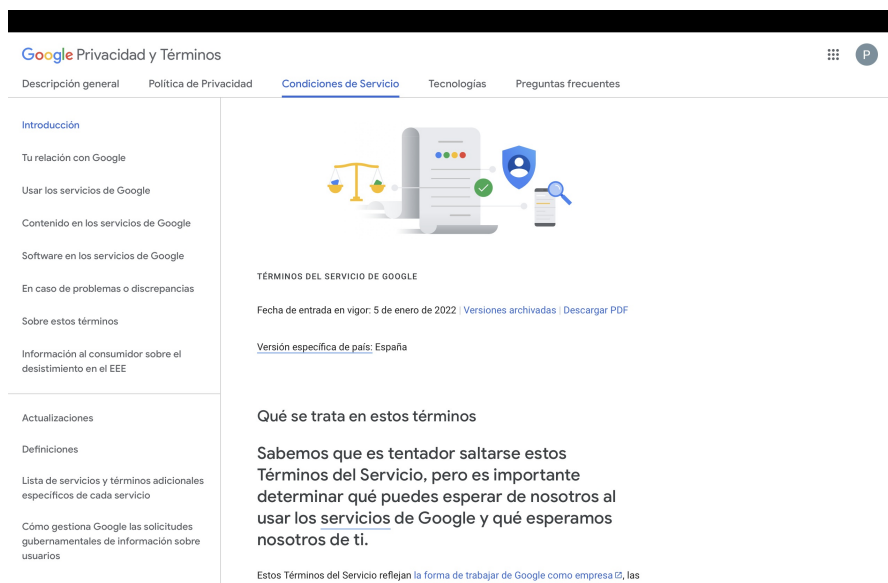 Google Privacidad y Términos
P
Descripción general Política de Privacidad Condiciones de Servicio Tecnologías Preguntas frecuentes
Introducción
Tu relación con Google
Usar los servicios de Google
Contenido en los servicios de Google
Software en los servicios de Google
En caso de problemas o discrepancias
Sobre estos términos
Información al consumidor sobre el
desistimiento en el EEE
Actualizaciones
Definiciones
Lista de servicios y términos adicionales
específicos de cada servicio
Cómo gestiona Google las solicitudes
gubernamentales de información sobre
usuarios
TÉRMINOS DEL SERVICIO DE GOOGLE
Fecha de entrada en vigor: 5 de enero de 2022 | Versiones archivadas | Descargar PDF
Versión específica de país: España
Qué se trata en estos términos
Sabemos que es tentador saltarse estos
Términos del Servicio, pero es importante
determinar qué puedes esperar de nosotros al
usar los servicios de Google y qué esperamos
nosotros de ti.
Estos Términos del Servicio reflejan la forma de trabajar de Google como empresa, las